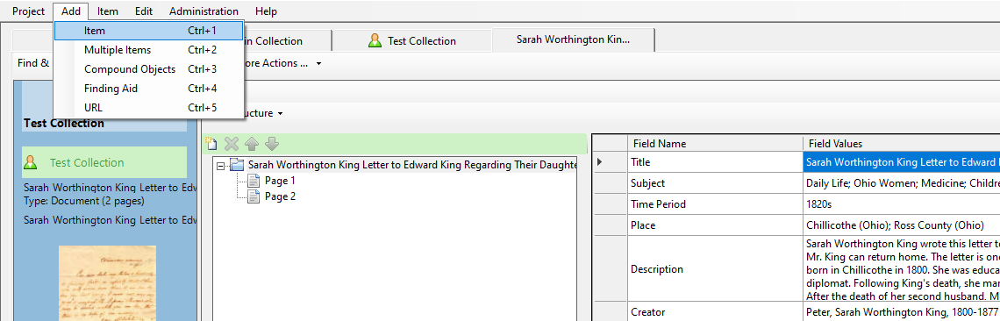 Project Add Item Edit Administration Help
Item Ctrl+1
Multiple Items Ctrl+2
Compound Objects Ctrl+3
Finding Aid Ctrl+4
URL Ctrl+5
n Collection Test Collection Sarah Worthington Kin...
Find & ore Actions ...
ucture
Test Collection
Test Collection
Sarah Worthington King Letter to Edw
Type: Document (2 pages)
Sarah Worthington King Letter to Edw
Sarah Worthington King Letter to Edward King Regarding Their Daughte
Page 1
Page 2
Field Name Field Values
Title Sarah Worthington King Letter to Edward
Subject Daily Life; Ohio Women; Medicine; Childre
Time Period 1820s
Place Chillicothe (Ohio); Ross County (Ohio)
Description Sarah Worthington King wrote this letter to
Mr. King can return home. The letter is one
born in Chillicothe in 1800. She was educa
diplomat. Following King's death, she mar
After the death of her second husband. M
Creator Peter, Sarah Worthington King, 1800-1877